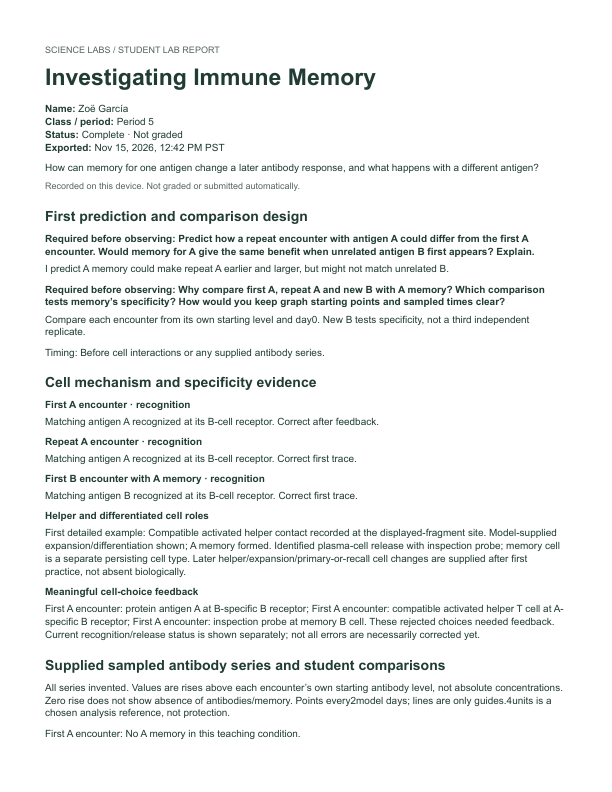 SCIENCE LABS / STUDENT LAB REPORT
Investigating Immune Memory
Name: Zoë García
Class / period: Period 5
Status: Complete · Not graded
Exported: Nov 15, 2026, 12:42 PM PST
How can memory for one antigen change a later antibody response, and what happens with a different antigen?
Recorded on this device. Not graded or submitted automatically.
First prediction and comparison design
Required before observing: Predict how a repeat encounter with antigen A could differ from the first A
encounter. Would memory for A give the same benefit when unrelated antigen B first appears? Explain.
I predict A memory could make repeat A earlier and larger, but might not match unrelated B.
Required before observing: Why compare first A, repeat A and new B with A memory? Which comparison
tests memory’s specificity? How would you keep graph starting points and sampled times clear?
Compare each encounter from its own starting level and day0. New B tests specificity, not a third independent
replicate.
Timing: Before cell interactions or any supplied antibody series.
Cell mechanism and specificity evidence
First A encounter · recognition
Matching antigen A recognized at its B-cell receptor. Correct after feedback.
Repeat A encounter · recognition
Matching antigen A recognized at its B-cell receptor. Correct first trace.
First B encounter with A memory · recognition
Matching antigen B recognized at its B-cell receptor. Correct first trace.
Helper and differentiated cell roles
First detailed example: Compatible activated helper contact recorded at the displayed-fragment site. Model-supplied
expansion/differentiation shown; A memory formed. Identified plasma-cell release with inspection probe; memory cell
is a separate persisting cell type. Later helper/expansion/primary-or-recall cell changes are supplied after first
practice, not absent biologically.
Meaningful cell-choice feedback
First A encounter: protein antigen A at B-specific B receptor; First A encounter: compatible activated helper T cell at A-
specific B receptor; First A encounter: inspection probe at memory B cell. These rejected choices needed feedback.
Current recognition/release status is shown separately; not all errors are necessarily corrected yet.
Supplied sampled antibody series and student comparisons
All series invented. Values are rises above each encounter’s own starting antibody level, not absolute concentrations.
Zero rise does not show absence of antibodies/memory. Points every2model days; lines are only guides.4units is a
chosen analysis reference, not protection.
First A encounter: No A memory in this teaching condition.